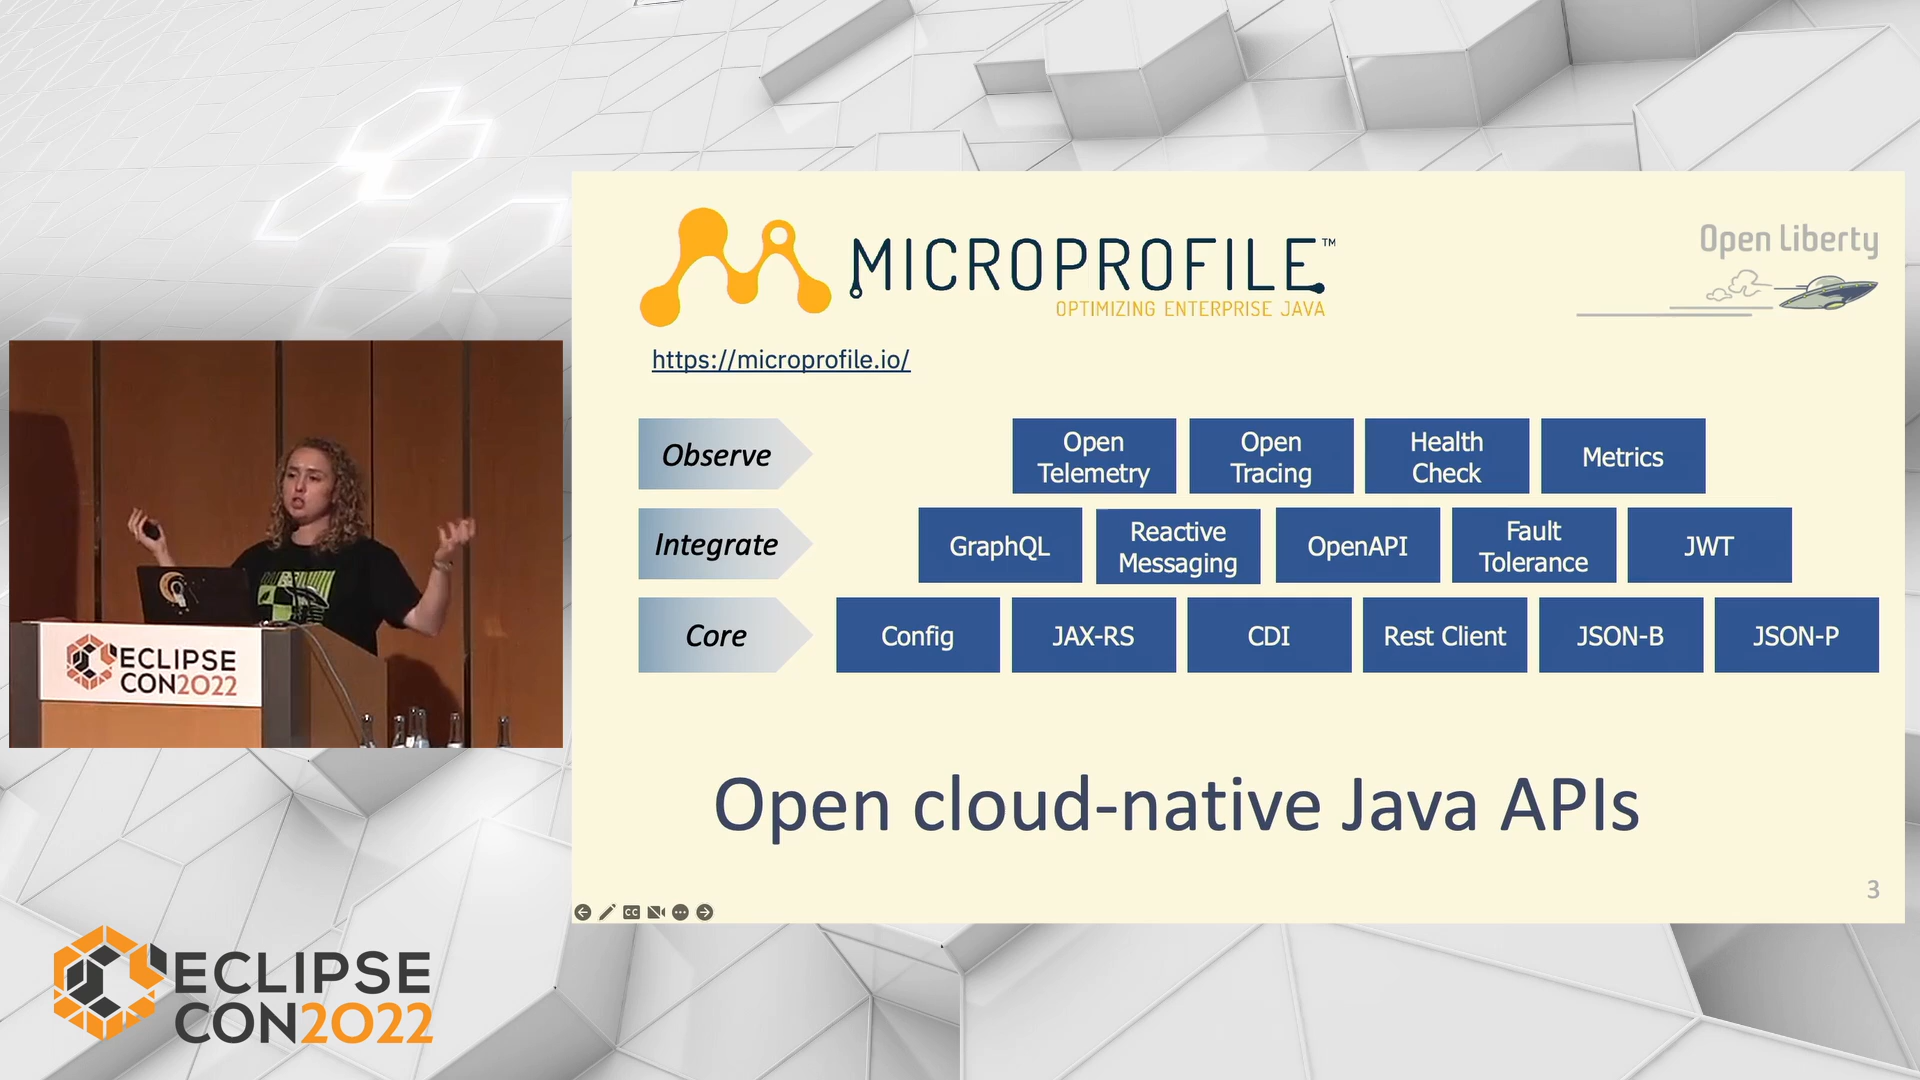 MICROPROFILE™
OPTIMIZING ENTERPRISE JAVA
Open Liberty
https://microprofile.io/
Observe
Open
Telemetry
Open
Tracing
Health
Check
Metrics
Integrate
GraphQL
Reactive
Messaging
OpenAPI
Fault
Tolerance
JWT
Core
Config
JAX-RS
CDI
Rest Client
JSON-B
JSON-P
Open cloud-native Java APIs
3
CC
ECLIPSE
CON2022
ECLIPSE
CON2022